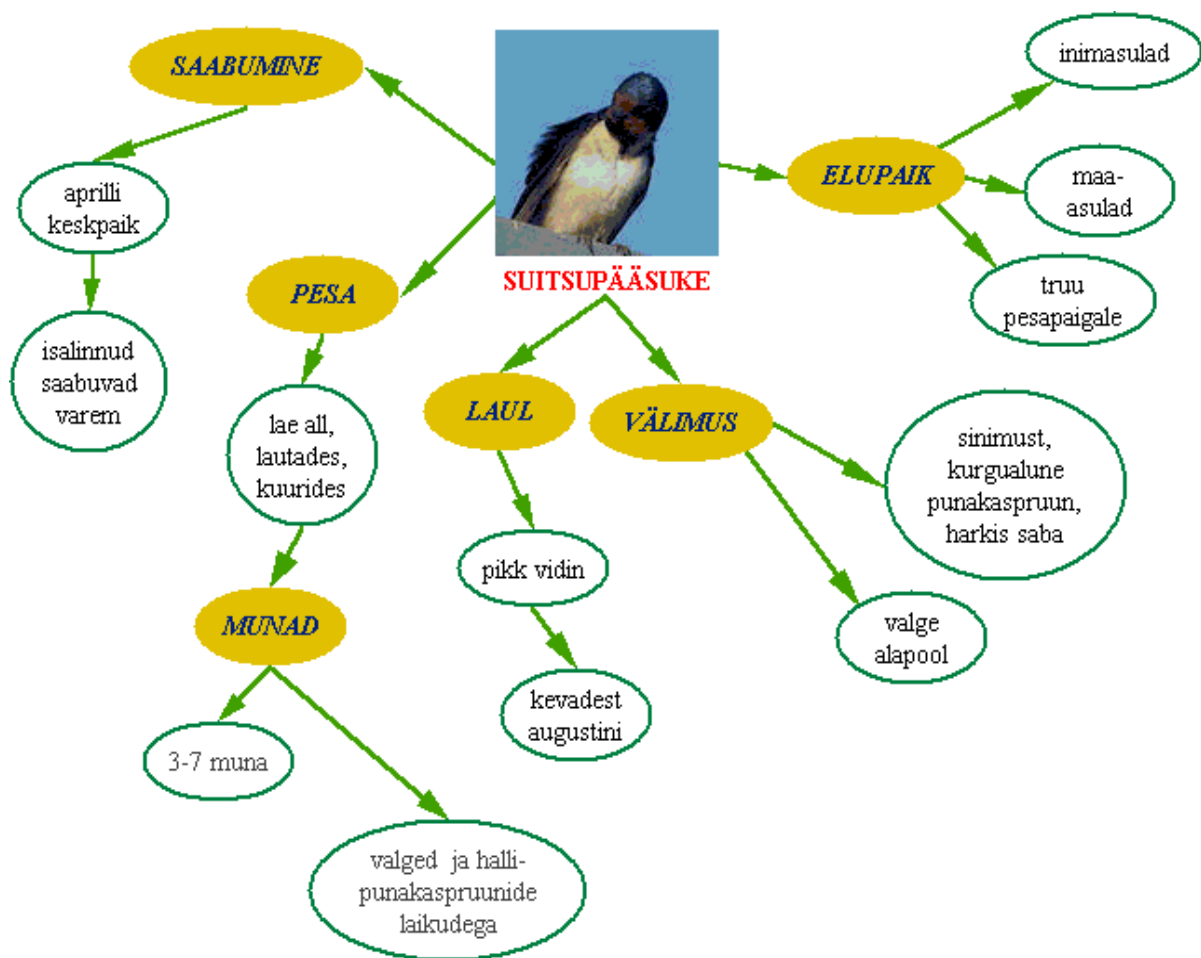 SUITSUPÄÄSUKE
SAABUMINE
aprilli
keskpaik
isalinnud
saabuvad
varem
PESA
lae all,
lautades,
kuurides
MUNAD
3-7 muna
valged ja halli-
punakaspruunide
laikudega
LAUL
pikk vidin
kevadest
augustini
VÄLIMUS
sinimust,
kurgualune
punakaspruun,
harkis saba
valge
alapool
ELUPAIK
inimasulad
maa-
asulad
truu
pesapaigale